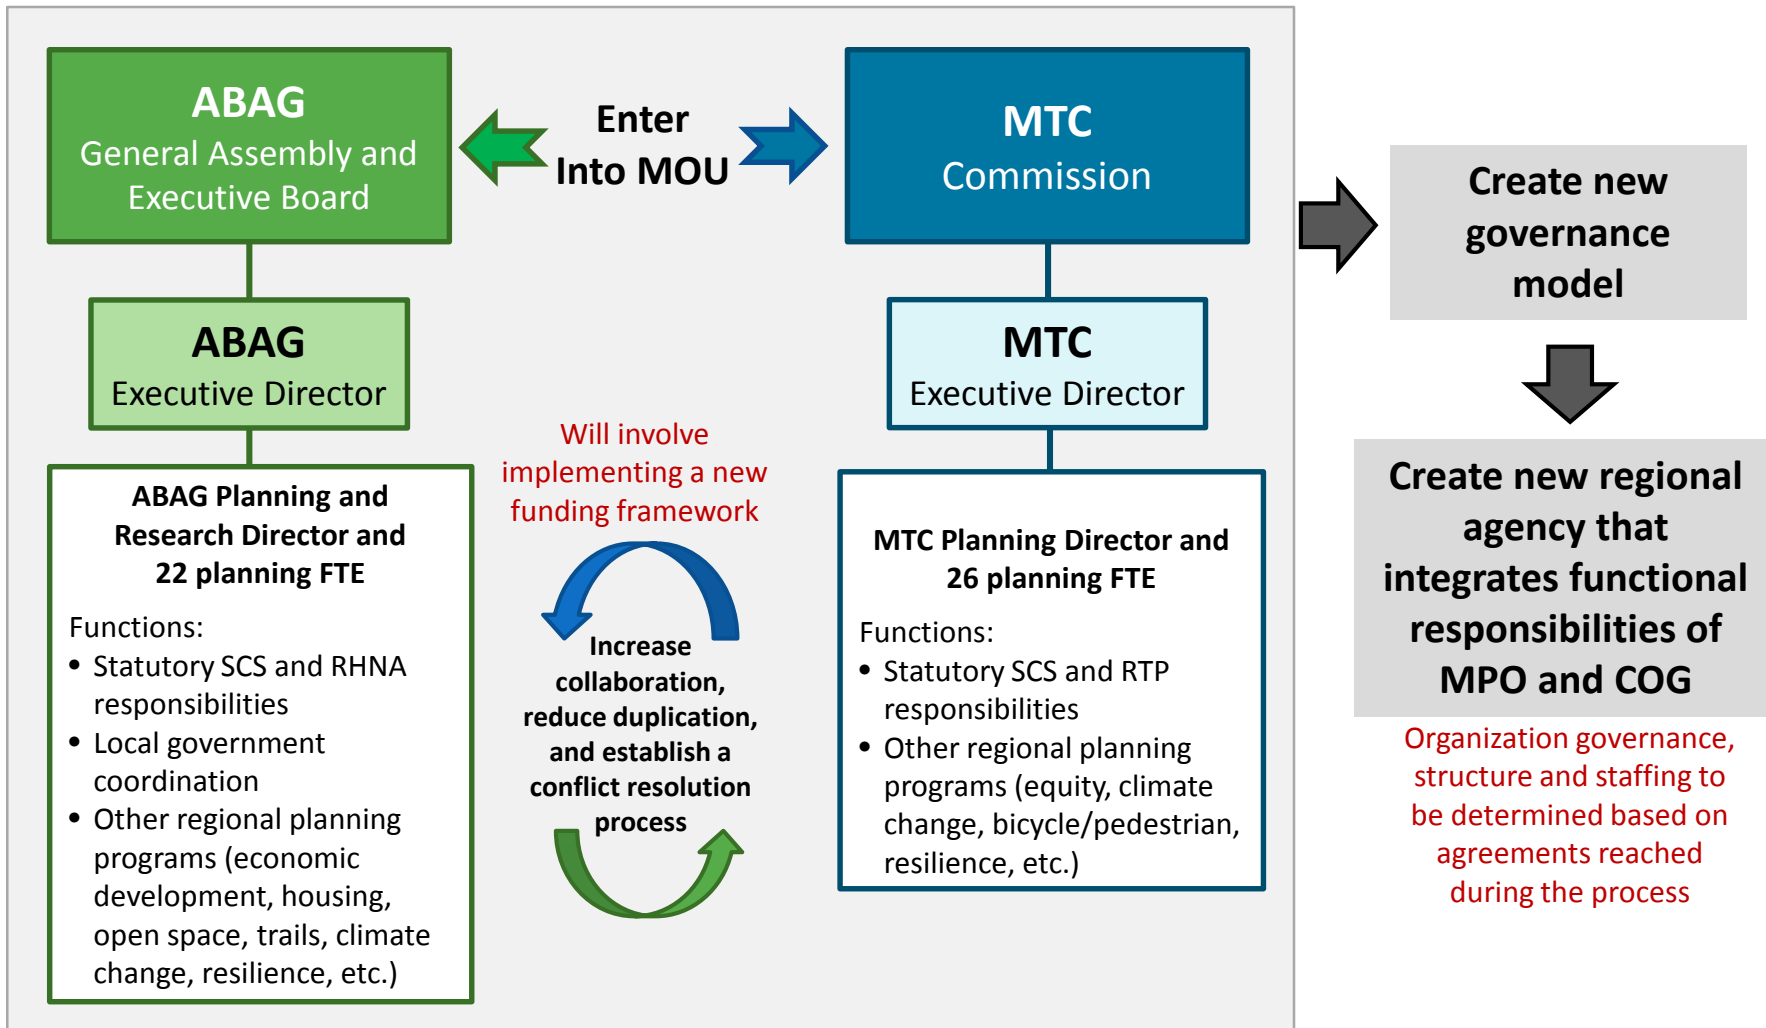 ABAG
General Assembly and
Executive Board
Enter
Into MOU
MTC
Commission
ABAG
Executive Director
MTC
Executive Director
ABAG Planning and
Research Director and
22 planning FTE
Functions:
• Statutory SCS and RHNA
responsibilities
• Local government
coordination
• Other regional planning
programs (economic
development, housing,
open space, trails, climate
change, resilience, etc.)
Will involve
implementing a new
funding framework
Increase
collaboration,
reduce duplication,
and establish a
conflict resolution
process
MTC Planning Director and
26 planning FTE
Functions:
• Statutory SCS and RTP
responsibilities
• Other regional planning
programs (equity, climate
change, bicycle/pedestrian,
resilience, etc.)
Create new
governance
model
Create new regional
agency that
integrates functional
responsibilities of
MPO and COG
Organization governance,
structure and staffing to
be determined based on
agreements reached
during the process